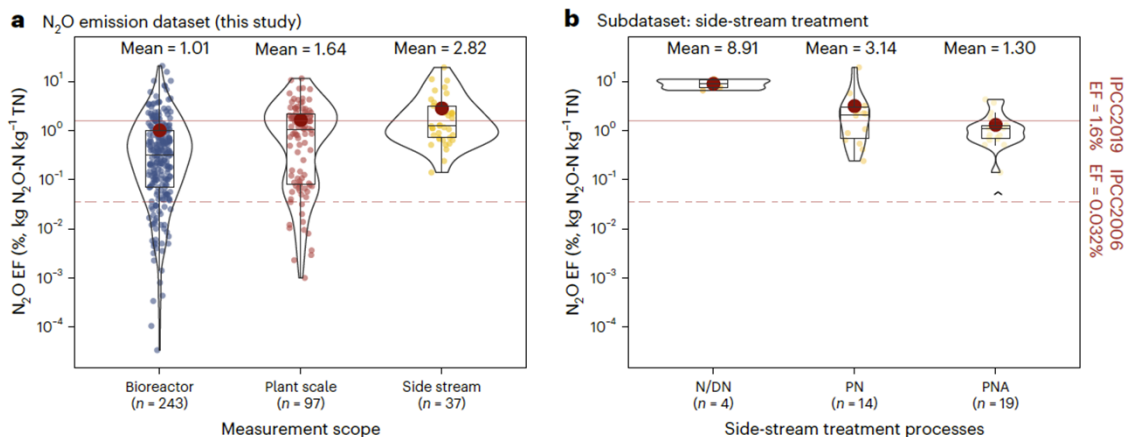 a N₂O emission dataset (this study)
Mean = 1.01 Mean = 1.64 Mean = 2.82
N₂O EF (%, kg N₂O-N kg⁻¹ TN)
10¹
10⁰
10⁻¹
10⁻²
10⁻³
10⁻⁴
Bioreactor Plant scale Side stream
(n = 243) (n = 97) (n = 37)
Measurement scope
b Subdataset: side-stream treatment
Mean = 8.91 Mean = 3.14 Mean = 1.30
N₂O EF (%, kg N₂O-N kg⁻¹ TN)
10¹
10⁰
10⁻¹
10⁻²
10⁻³
10⁻⁴
N/DN PN PNA
(n = 4) (n = 14) (n = 19)
Side-stream treatment processes
IPCC2019 IPCC2006
EF = 1.6% EF = 0.032%